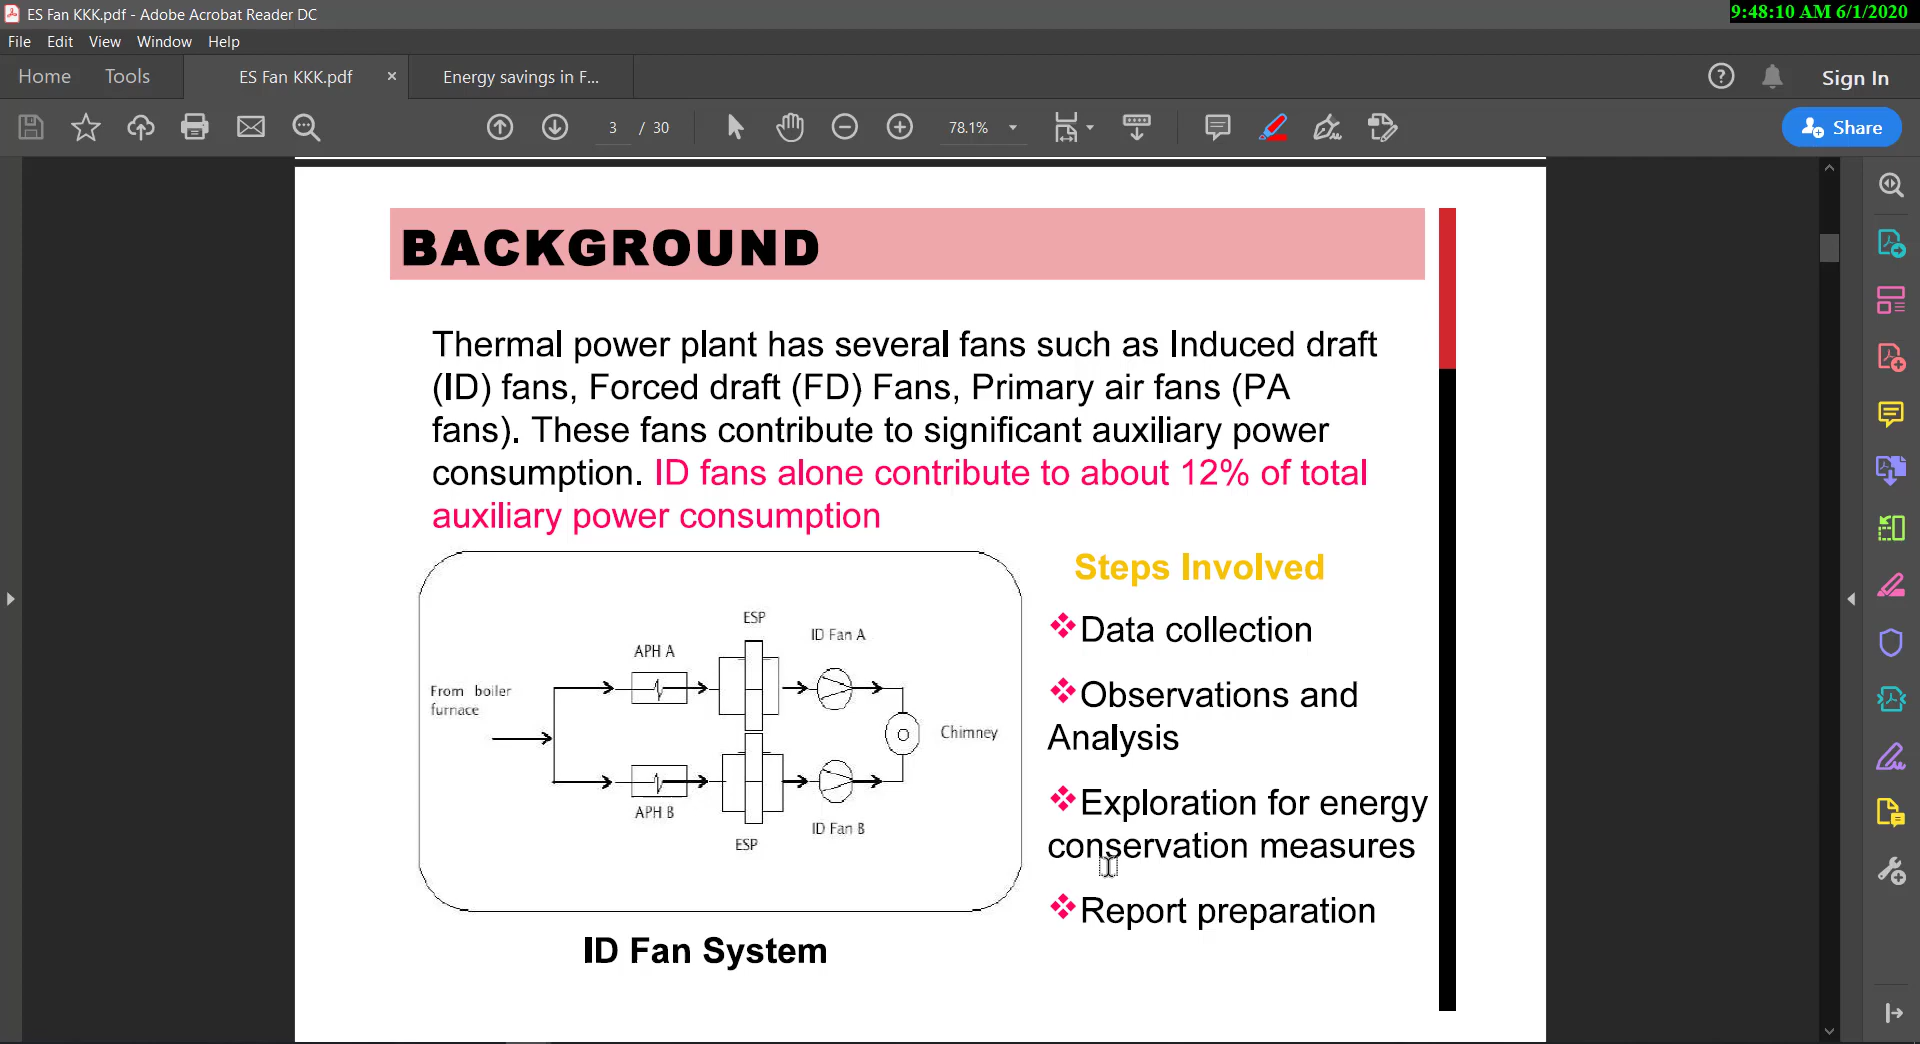 ES Fan KKK.pdf - Adobe Acrobat Reader DC
9:48:10 AM 6/1/2020
File Edit View Window Help
Home Tools ES Fan KKK.pdf × Energy savings in F... Sign In
3 / 30 78.1% Share
BACKGROUND
Thermal power plant has several fans such as Induced draft
(ID) fans, Forced draft (FD) Fans, Primary air fans (PA
fans). These fans contribute to significant auxiliary power
consumption. ID fans alone contribute to about 12% of total
auxiliary power consumption
From boiler
furnace
APH A
ESP
ID Fan A
Chimney
APH B
ESP
ID Fan B
ID Fan System
Steps Involved
❖Data collection
❖Observations and
Analysis
❖Exploration for energy
conservation measures
❖Report preparation